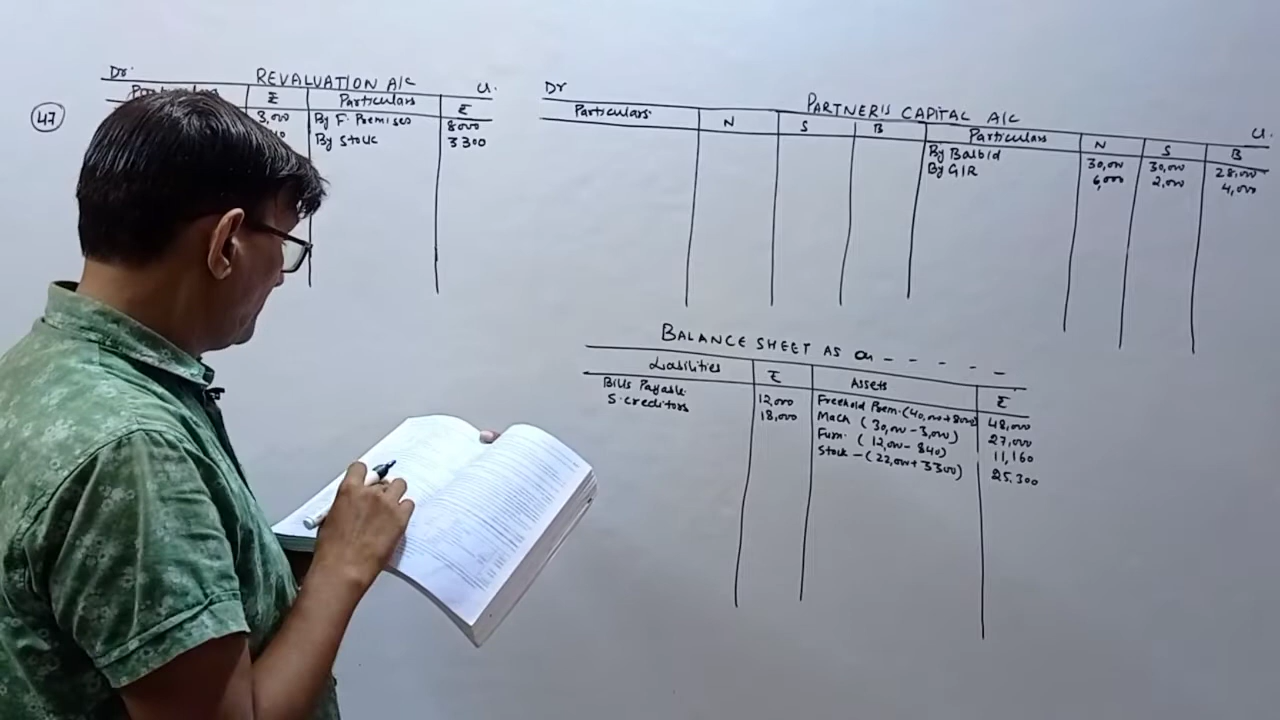 47
Dr.
REVALUATION A/C
Cr.
Particulars ₹ Particulars ₹
3,000 By F. Premises 8000
By Stock 3300
Dr
PARTNER'S CAPITAL A/C
Cr.
Particulars N S B Particulars N S B
By Balb/d 30,000 30,000 28,000
By G/R 6,000 2,000 4,000
BALANCE SHEET AS on - - - - -
Liabilities ₹ Assets ₹
Bills Payable 12,000 Freehold Prem. (40,000+8000) 48,000
S. creditors 18,000 Mach (30,000-3,000) 27,000
Furn. (12,000-840) 11,160
Stock - (22,000+3300) 25,300